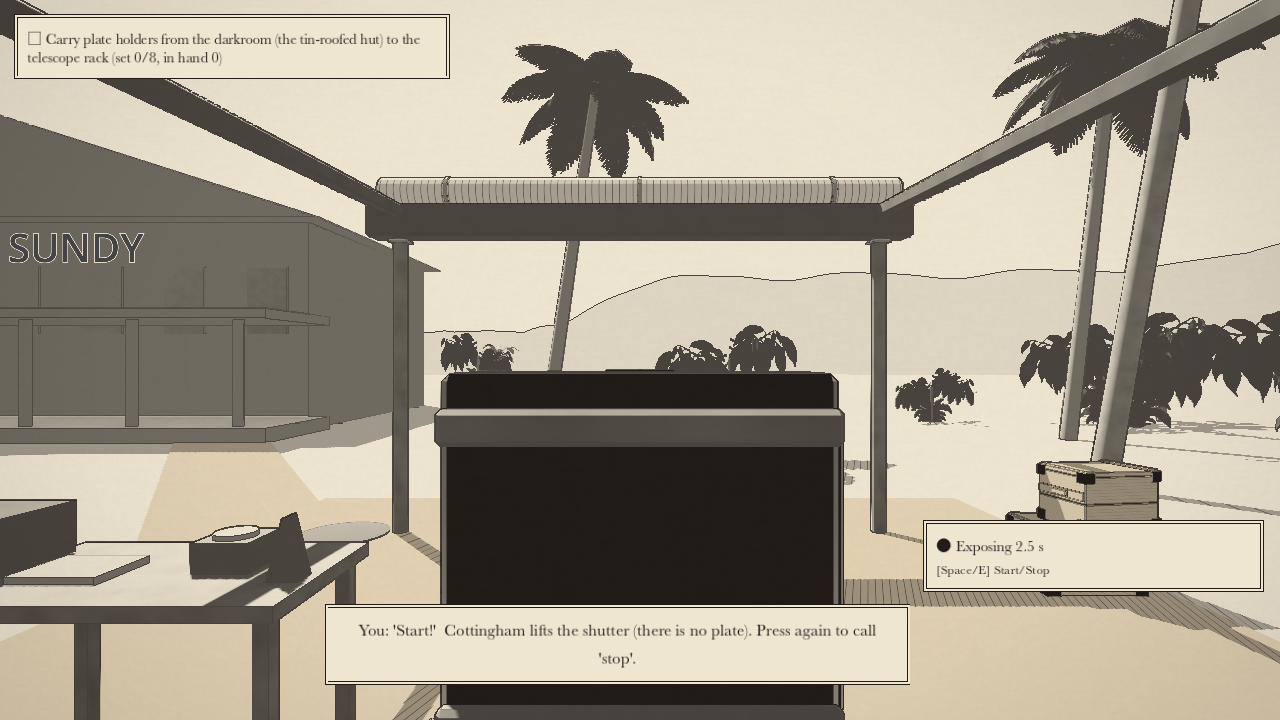 ☐ Carry plate holders from the darkroom (the tin-roofed hut) to the
telescope rack (set 0/8, in hand 0)
SUNDY
● Exposing 2.5 s
[Space/E] Start/Stop
You: 'Start!' Cottingham lifts the shutter (there is no plate). Press again to call
'stop'.